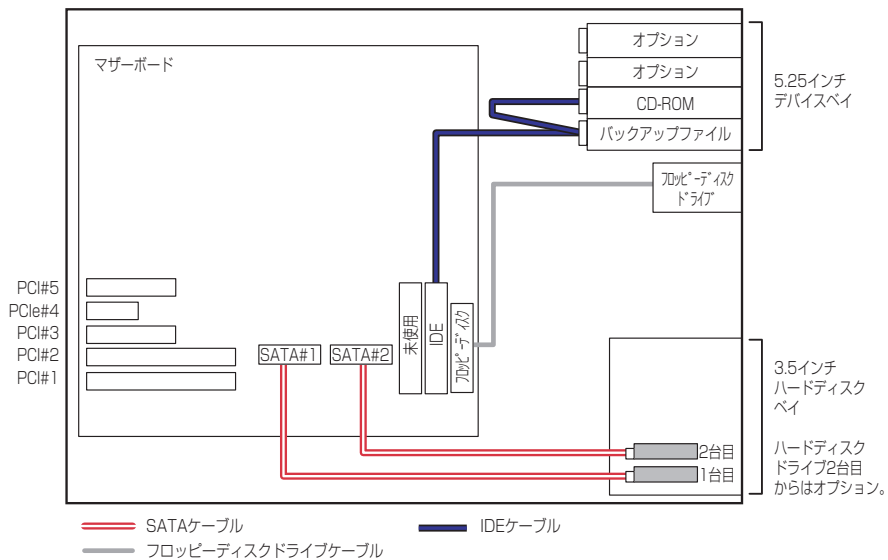 マザーボード
オプション
オプション
CD-ROM
バックアップファイル
5.25インチ
デバイスベイ
フロッピーディスク
ドライブ
PCI#5
PCIe#4
PCI#3
PCI#2
PCI#1
SATA#1
SATA#2
未使用
IDE
フロッピーディスク
3.5インチ
ハードディスク
ベイ
2台目
1台目
ハードディスク
ドライブ2台目
からはオプション。
SATAケーブル
IDEケーブル
フロッピーディスクドライブケーブル